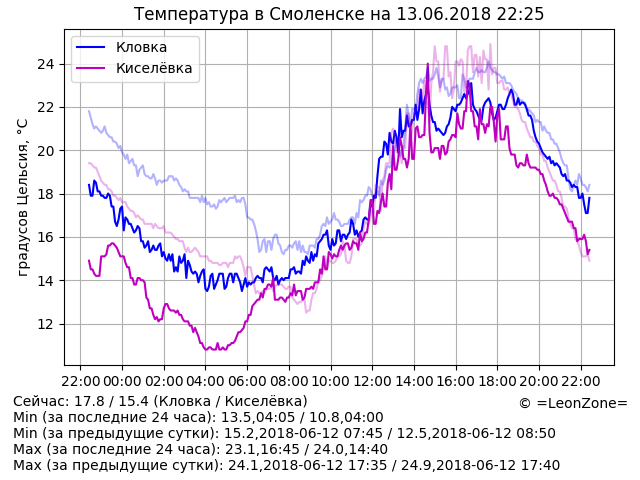 Температура в Смоленске на 13.06.2018 22:25
Кловка
Киселёвка
градусов Цельсия, °C
24
22
20
18
16
14
12
22:00 00:00 02:00 04:00 06:00 08:00 10:00 12:00 14:00 16:00 18:00 20:00 22:00
Сейчас: 17.8 / 15.4 (Кловка / Киселёвка)
© =LeonZone=
Min (за последние 24 часа): 13.5,04:05 / 10.8,04:00
Min (за предыдущие сутки): 15.2,2018-06-12 07:45 / 12.5,2018-06-12 08:50
Max (за последние 24 часа): 23.1,16:45 / 24.0,14:40
Max (за предыдущие сутки): 24.1,2018-06-12 17:35 / 24.9,2018-06-12 17:40